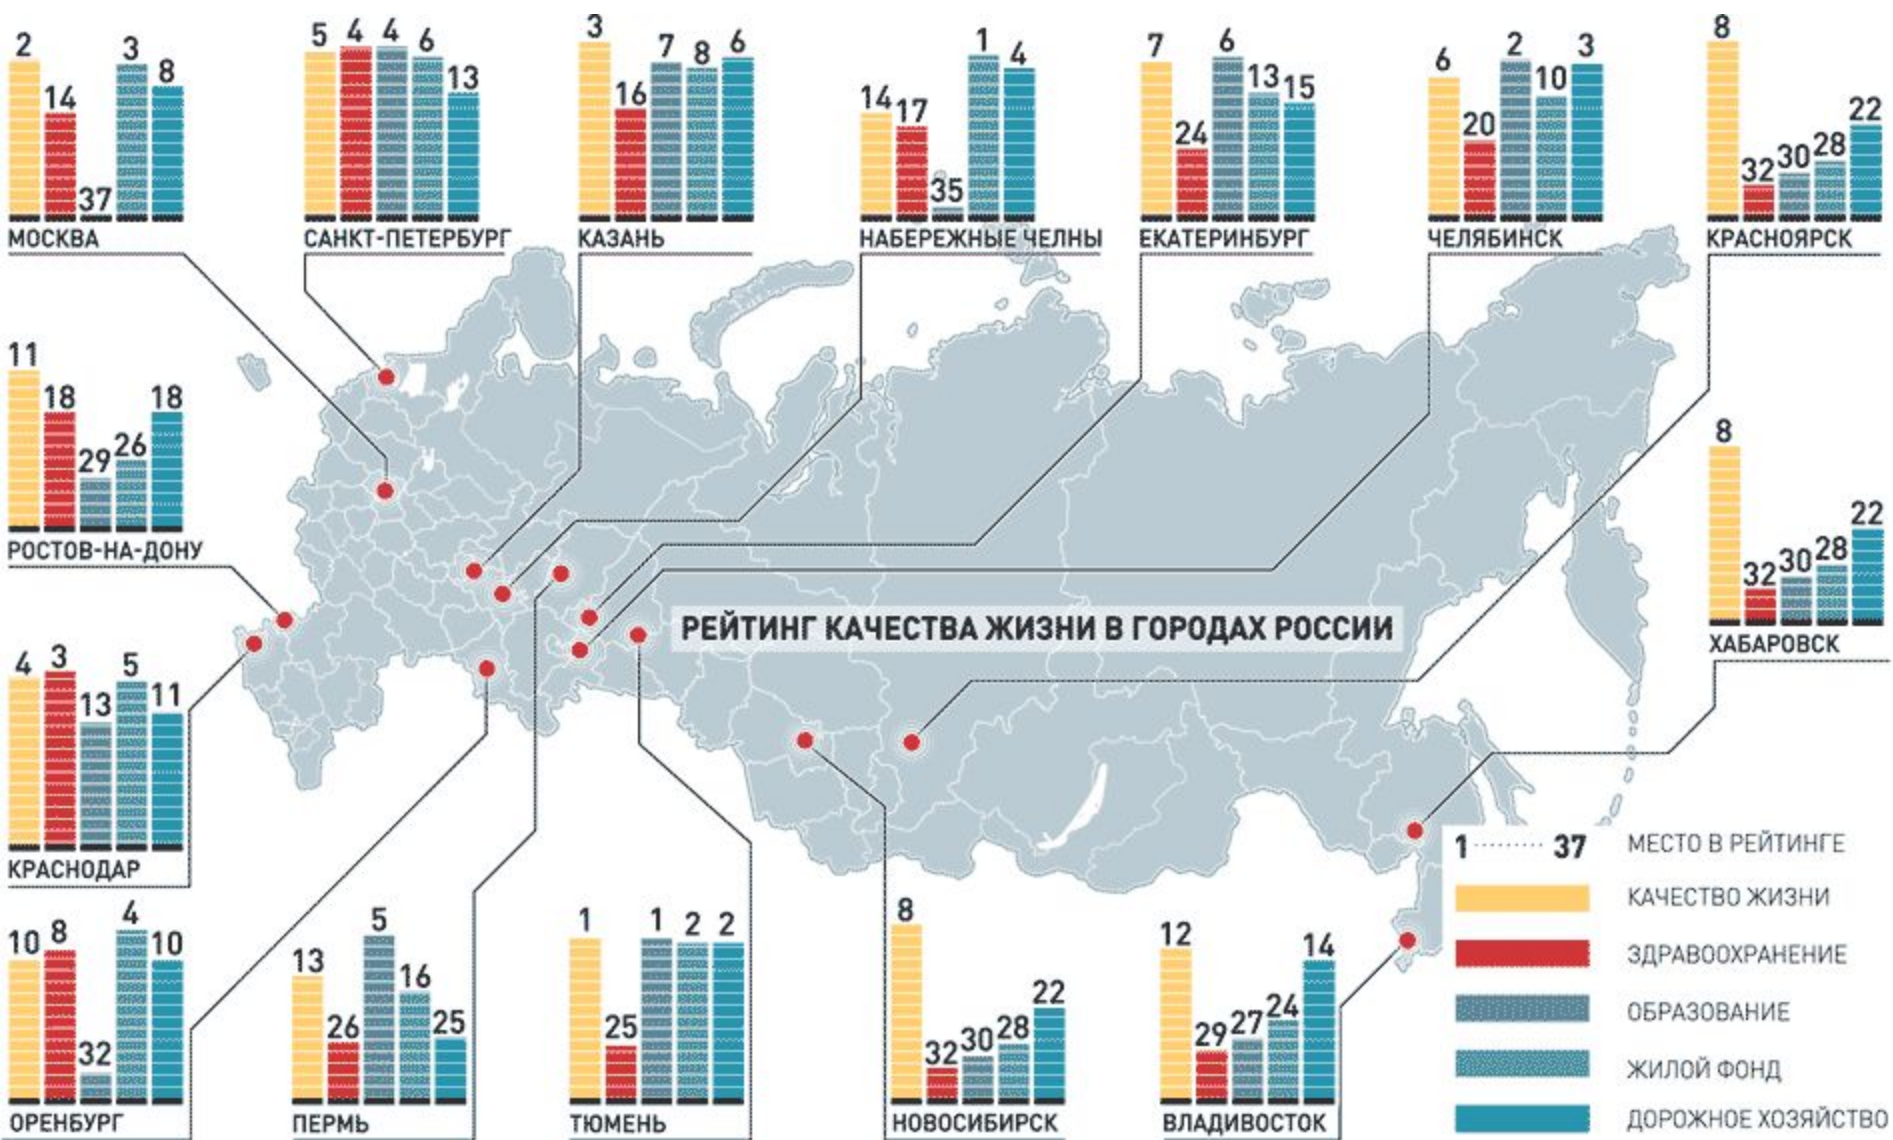 2 14 37 3 8
МОСКВА
5 4 4 6 13
САНКТ-ПЕТЕРБУРГ
3 16 7 8 6
КАЗАНЬ
14 17 35 1 4
НАБЕРЕЖНЫЕ ЧЕЛНЫ
7 24 6 13 15
ЕКАТЕРИНБУРГ
6 20 2 10 3
ЧЕЛЯБИНСК
8 32 30 28 22
КРАСНОЯРСК
11 18 29 26 18
РОСТОВ-НА-ДОНУ
8 32 30 28 22
ХАБАРОВСК
РЕЙТИНГ КАЧЕСТВА ЖИЗНИ В ГОРОДАХ РОССИИ
4 3 13 5 11
КРАСНОДАР
10 8 32 4 10
ОРЕНБУРГ
13 26 5 16 25
ПЕРМЬ
1 25 1 2 2
ТЮМЕНЬ
8 32 30 28 22
НОВОСИБИРСК
12 29 27 24 14
ВЛАДИВОСТОК
1 37 МЕСТО В РЕЙТИНГЕ
КАЧЕСТВО ЖИЗНИ
ЗДРАВООХРАНЕНИЕ
ОБРАЗОВАНИЕ
ЖИЛОЙ ФОНД
ДОРОЖНОЕ ХОЗЯЙСТВО